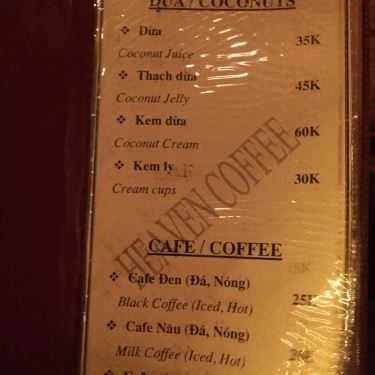 DỪA / COCONUTS
❖ Dừa 35K
Coconut Juice
❖ Thạch dừa 45K
Coconut Jelly
❖ Kem dừa 60K
Coconut Cream
❖ Kem ly 30K
Cream cups
HEAVEN COFFEE
CAFE / COFFEE
❖ Cafe Đen (Đá, Nóng)
Black Coffee (Iced, Hot) 25K
❖ Cafe Nâu (Đá, Nóng)
Milk Coffee (Iced, Hot)